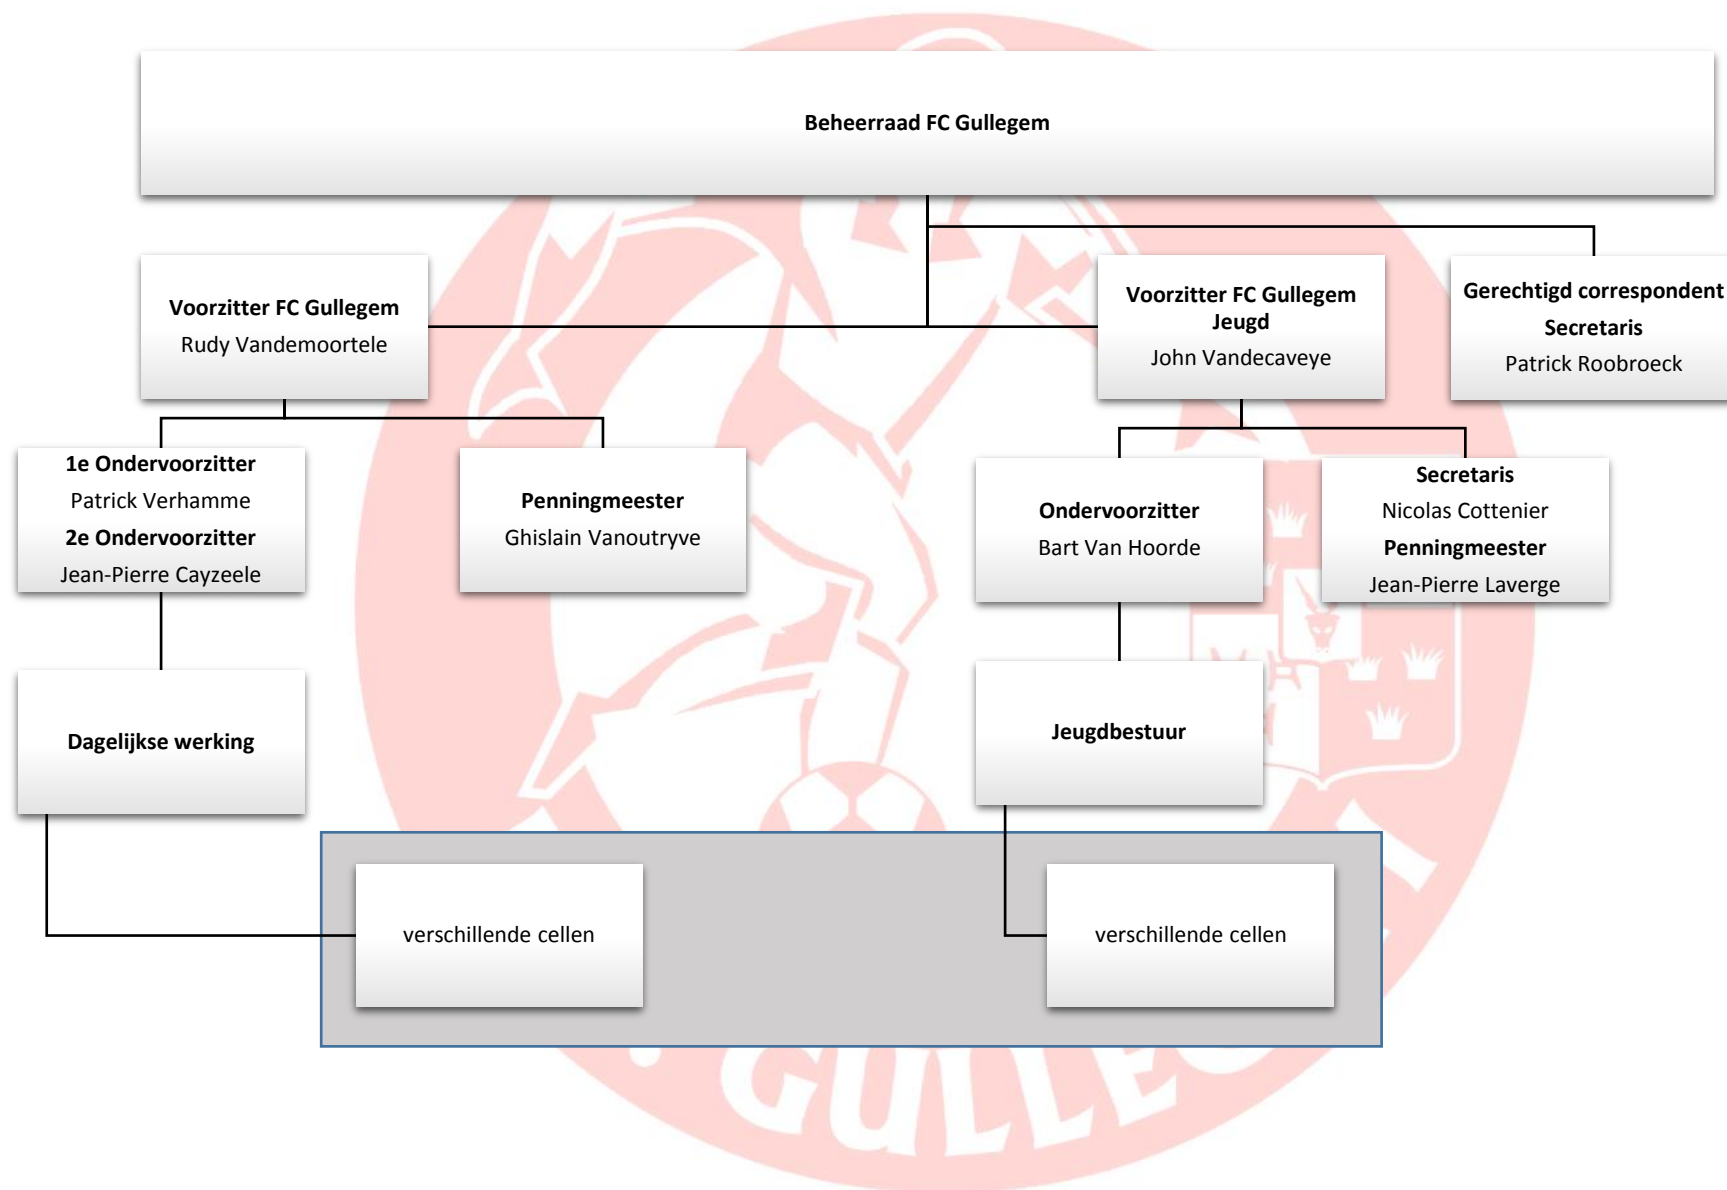 Beheerraad FC Gullegem
Voorzitter FC Gullegem
Rudy Vandemoortele
Voorzitter FC Gullegem
Jeugd
John Vandecaveye
Gerechtigd correspondent
Secretaris
Patrick Roobroeck
1e Ondervoorzitter
Patrick Verhamme
2e Ondervoorzitter
Jean-Pierre Cayzeele
Penningmeester
Ghislain Vanoutryve
Ondervoorzitter
Bart Van Hoorde
Secretaris
Nicolas Cottenier
Penningmeester
Jean-Pierre Laverge
Dagelijkse werking
Jeugdbestuur
verschillende cellen
verschillende cellen